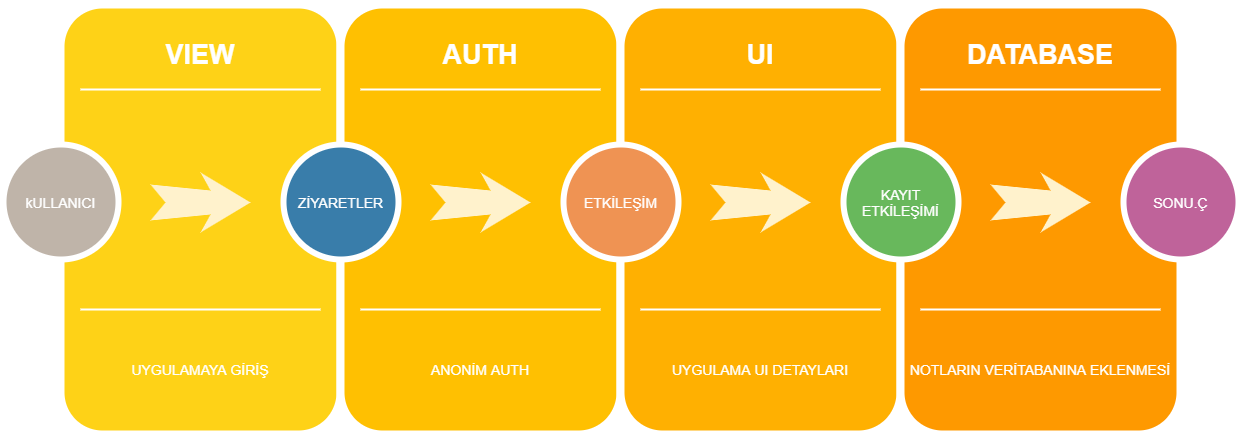 VIEW
AUTH
UI
DATABASE
kULLANICI
ZİYARETLER
ETKİLEŞİM
KAYIT
ETKİLEŞİMİ
SONU.Ç
UYGULAMAYA GİRİŞ
ANONİM AUTH
UYGULAMA UI DETAYLARI
NOTLARIN VERİTABANINA EKLENMESİ